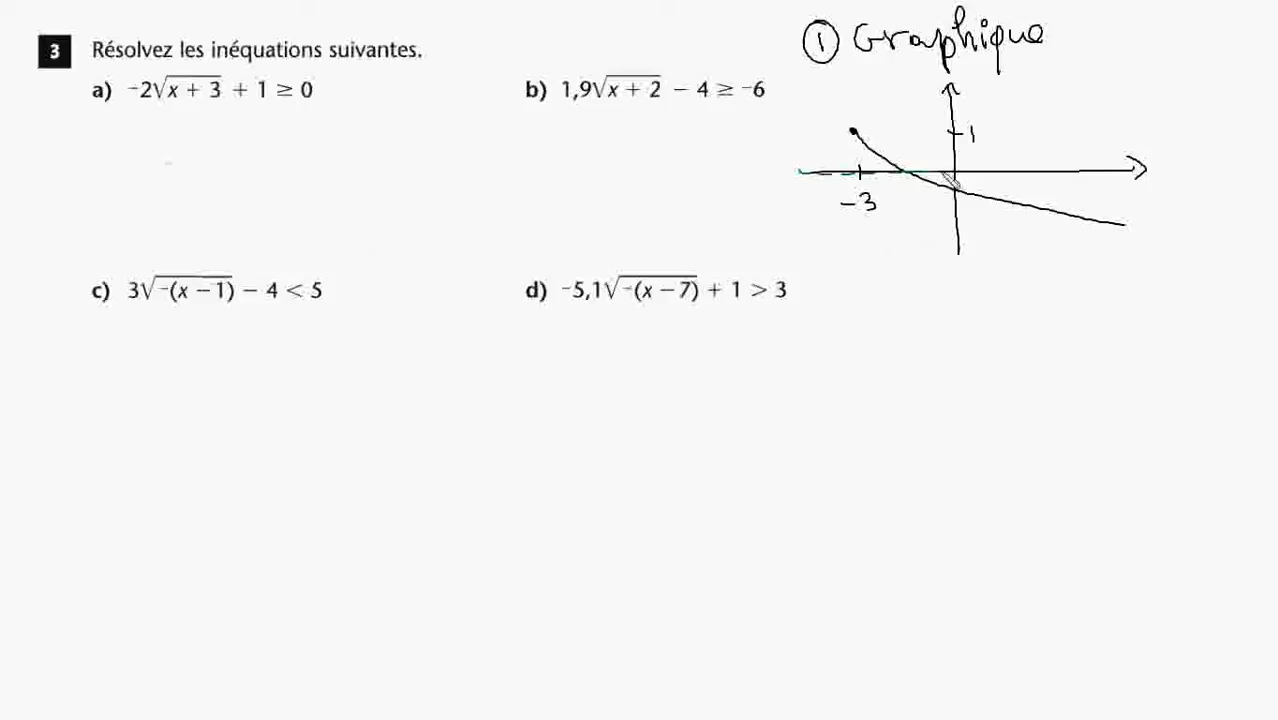 ① Graphique
3 Résolvez les inéquations suivantes.
a) ⁻2√(x + 3) + 1 ≥ 0
b) 1,9√(x + 2) − 4 ≥ ⁻6
1
−3
c) 3√(⁻(x − 1)) − 4 < 5
d) ⁻5,1√(⁻(x − 7)) + 1 > 3